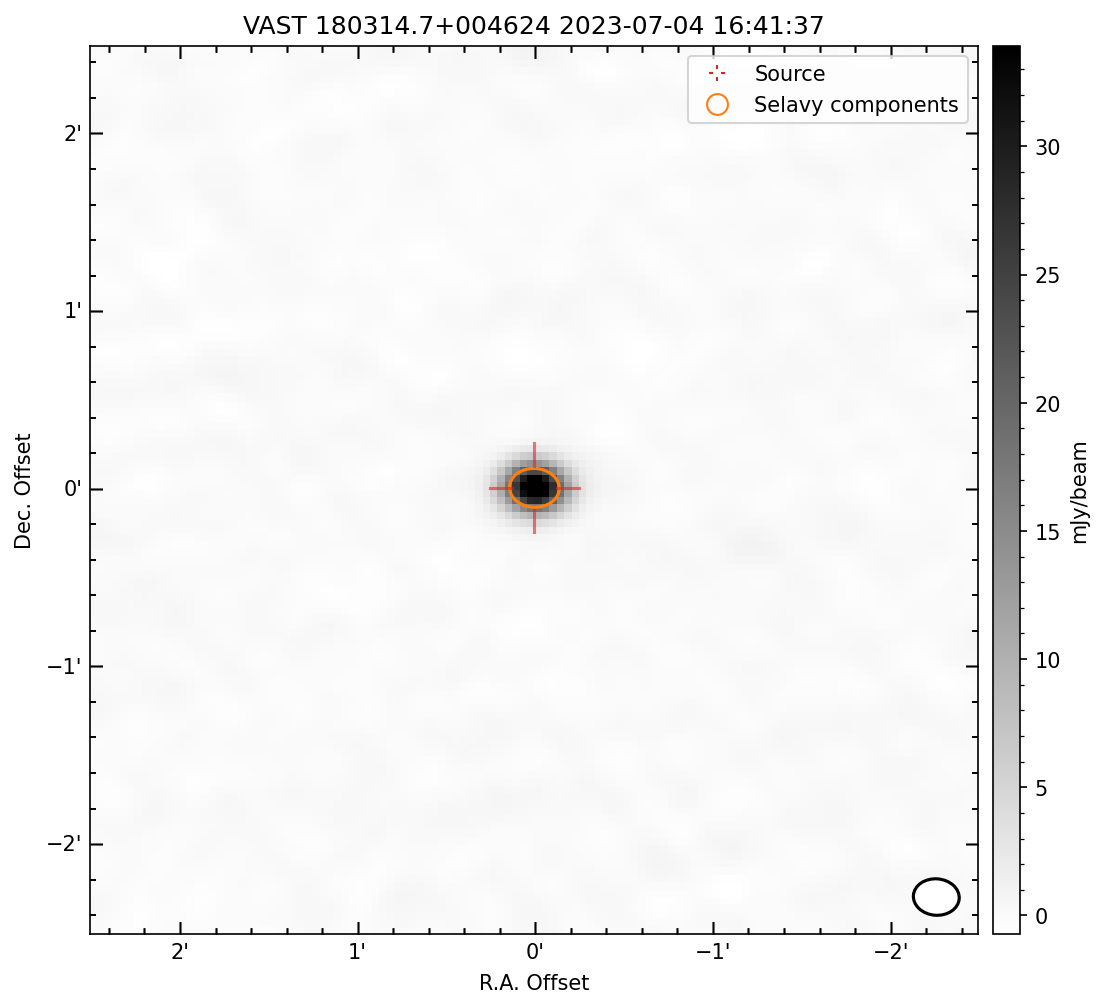 VAST 180314.7+004624 2023-07-04 16:41:37
Source
Selavy components
2'
1'
0'
−1'
−2'
Dec. Offset
2'
1'
0'
−1'
−2'
R.A. Offset
30
25
20
15
10
5
0
mJy/beam